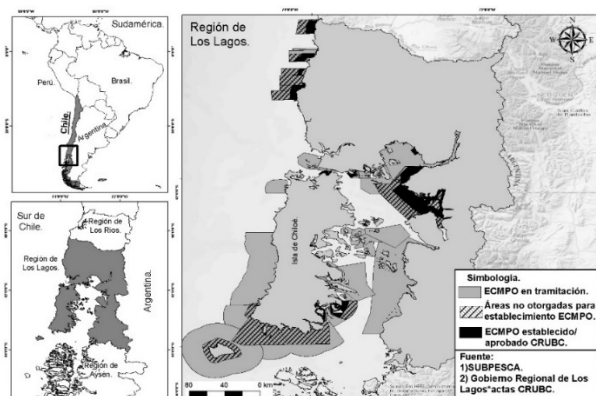 Sudamérica.
Perú.
Brasil.
Chile.
Argentina
Sur de
Chile.
Región de
Los Ríos.
Región de
Los Lagos.
Argentina.
Región de
Aysén.
Región de
Los Lagos.
Isla de Chiloé.
80 40 0 km
Simbología.
ECMPO en tramitación.
Áreas no otorgadas para
establecimiento ECMPO.
ECMPO establecido/
aprobado CRUBC.
Fuente:
1)SUBPESCA.
2) Gobierno Regional de Los
Lagos*actas CRUBC.